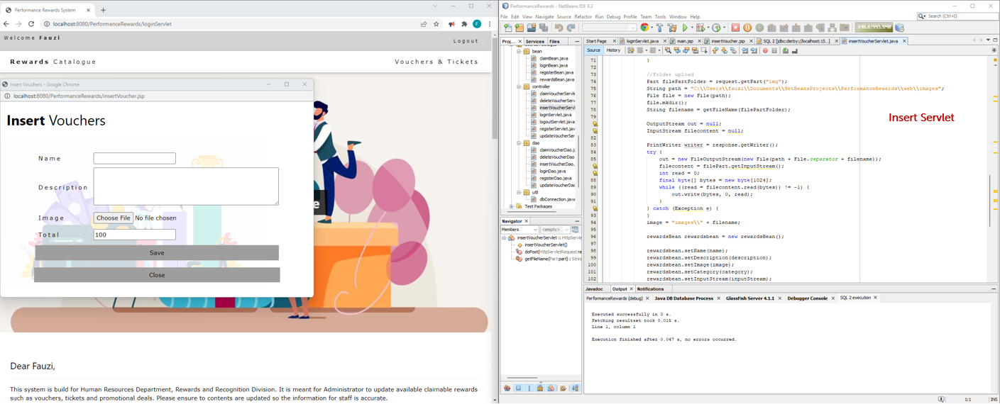 Performance Rewards System
localhost:8080/PerformanceRewards/loginServlet
F
Welcome Fauzi
Logout
Rewards Catalogue
Vouchers & Tickets
Insert Vouchers - Google Chrome
localhost:8080/PerformanceRewards/insertVoucher.jsp
Insert Vouchers
Name
Description
Image
Choose File No file chosen
Total
100
Save
Close
e
Dear Fauzi,
This system is build for Human Resources Department, Rewards and Recognition Division. It is meant for Administrator to update available claimable rewards
such as vouchers, tickets and promotional deals. Please ensure to contents are updated so the information for staff is accurate.
PerformanceRewards - NetBeans IDE 8.2
File Edit View Navigate Source Refactor Run Debug Profile Team Tools Window Help
Search (Ctrl+I)
Proj... Services Files
bean
claimBean.java
loginBean.java
registerBean.java
rewardsBean.java
controller
claimVoucherServl
deleteVoucherServ
insertVoucherServl
loginServlet.java
logoutServlet.java
registerServlet.java
updateVoucherSer
dao
claimVoucherDao.j
deleteVoucherDao
insertVoucherDao.
loginDao.java
registerDao.java
updateVoucherDac
util
dbConnection.java
Test Packages
Navigator
Members
<empty>
insertVoucherServlet :: HttpServ
insertVoucherServlet()
doPost(HttpServletRequest re
getFileName(Part part) : String
Start Page loginServlet.java main.jsp insertVoucher.jsp SQL 2 [jdbc:derby://localhost:15...] insertVoucherServlet.java
Source History
71 }
72
73 //Folder upload
74 Part filePartFolder = request.getPart("img");
75 String path = "C:\\Users\\fauzi\\Documents\\NetBeansProjects\\PerformanceRewards\\web\\images";
76 File file = new File(path);
77 file.mkdir();
78 String filename = getFileName(filePartFolder);
79
OutputStream out = null;
InputStream filecontent = null;
82
83 PrintWriter writer = response.getWriter();
84 try {
out = new FileOutputStream(new File(path + File.separator + filename));
filecontent = filePart.getInputStream();
int read = 0;
88 final byte[] bytes = new byte[1024];
89 while ((read = filecontent.read(bytes)) != -1) {
90 out.write(bytes, 0, read);
91 }
} catch (Exception e) {
93 }
94 image = "images\\" + filename;
95
96 rewardsBean rewardsbean = new rewardsBean();
97
98 rewardsbean.setName(name);
99 rewardsbean.setDescription(description);
100 rewardsbean.setImage(image);
101 rewardsbean.setCategory(category);
102 rewardsbean.setInputStream(inputStream);
Insert Servlet
Javadoc Output Notifications
PerformanceRewards (debug) Java DB Database Process GlassFish Server 4.1.1 Debugger Console SQL 2 execution
Executed successfully in 0 s.
Fetching resultset took 0.015 s.
Line 1, column 1
Execution finished after 0.047 s, no errors occurred.
1:1 INS